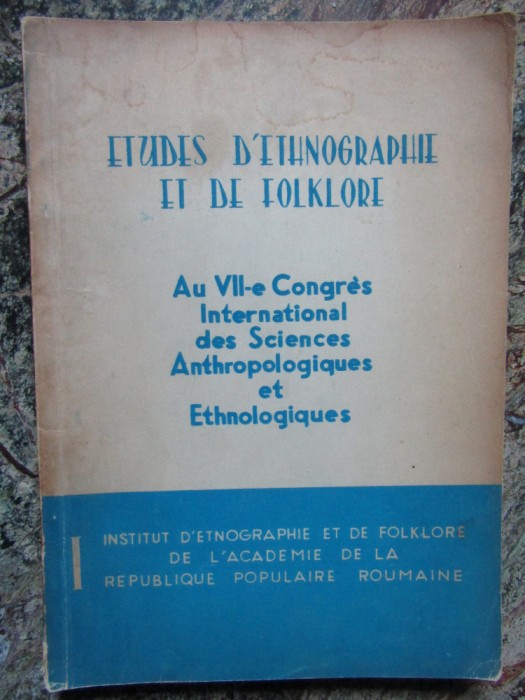 ETUDES D'ETHNOGRAPHIE
ET DE FOLKLORE
Au VII-e Congrès
International
des Sciences
Anthropologiques
et
Ethnologiques
I
INSTITUT D'ETNOGRAPHIE ET DE FOLKLORE
DE L'ACADEMIE DE LA
REPUBLIQUE POPULAIRE ROUMAINE